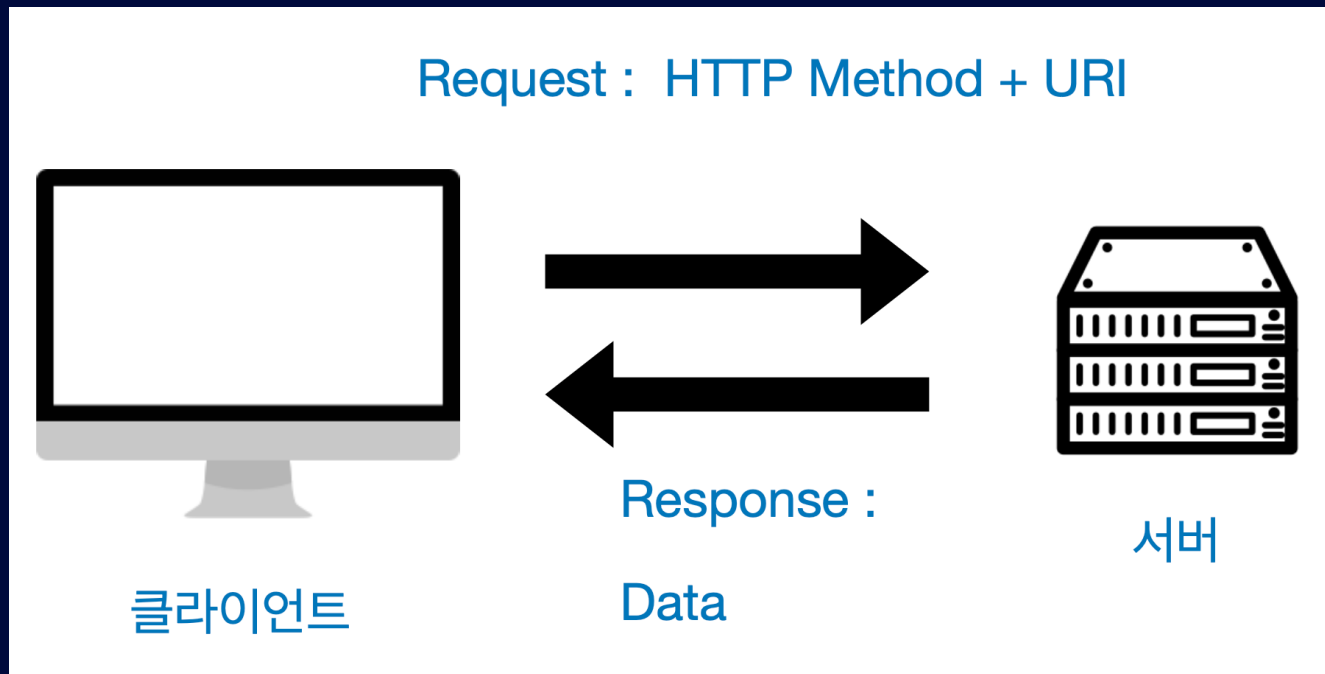 Request : HTTP Method + URI
Response :
Data
서버
클라이언트